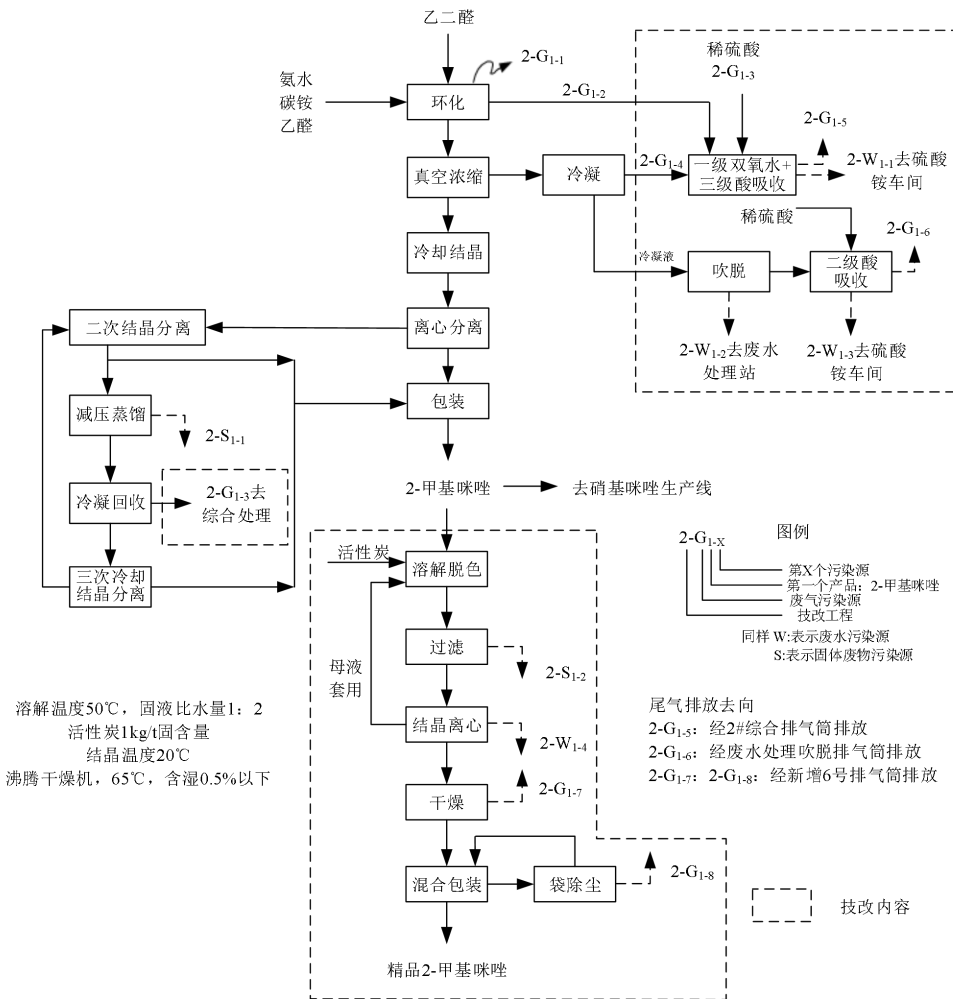 乙二醛
2-G1-1
氨水
碳铵
乙醛
环化
2-G1-2
稀硫酸
2-G1-3
2-G1-5
真空浓缩
冷凝
2-G1-4
一级双氧水+
三级酸吸收
2-W1-1去硫酸
铵车间
稀硫酸
2-G1-6
冷却结晶
冷凝液
吹脱
二级酸
吸收
二次结晶分离
离心分离
2-W1-2去废水
处理站
2-W1-3去硫酸
铵车间
减压蒸馏
2-S1-1
包装
冷凝回收
2-G1-3去
综合处理
2-甲基咪唑
去硝基咪唑生产线
三次冷却
结晶分离
活性炭
溶解脱色
图例
2-G1-X
第X个污染源
第一个产品：2-甲基咪唑
废气污染源
技改工程
同样 W:表示废水污染源
S:表示固体废物污染源
过滤
2-S1-2
母液
套用
溶解温度50℃，固液比水量1：2
活性炭1kg/t固含量
结晶温度20℃
沸腾干燥机，65℃，含湿0.5%以下
结晶离心
2-W1-4
尾气排放去向
2-G1-5：经2#综合排气筒排放
2-G1-6：经废水处理吹脱排气筒排放
2-G1-7：2-G1-8：经新增6号排气筒排放
干燥
2-G1-7
混合包装
袋除尘
2-G1-8
技改内容
精品2-甲基咪唑